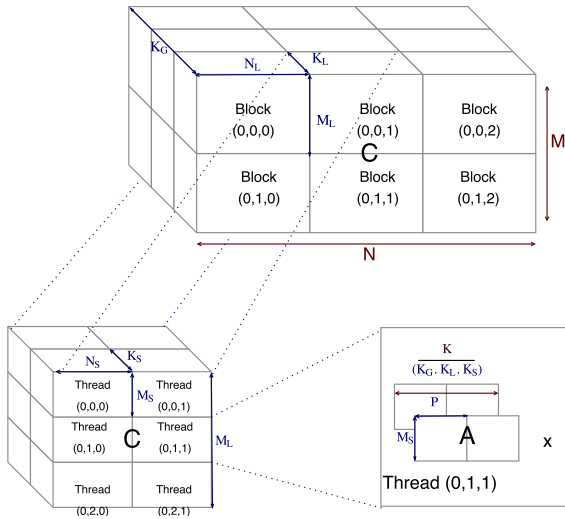 K_G
K_L
N_L
Block
(0,0,0)
M_L
Block
(0,0,1)
Block
(0,0,2)
M
C
Block
(0,1,0)
Block
(0,1,1)
Block
(0,1,2)
N
K_S
N_S
Thread
(0,0,0)
M_S
Thread
(0,0,1)
Thread
(0,1,0)
C
Thread
(0,1,1)
M_L
Thread
(0,2,0)
Thread
(0,2,1)
K
(K_G . K_L . K_S)
P
M_S
A
x
Thread (0,1,1)